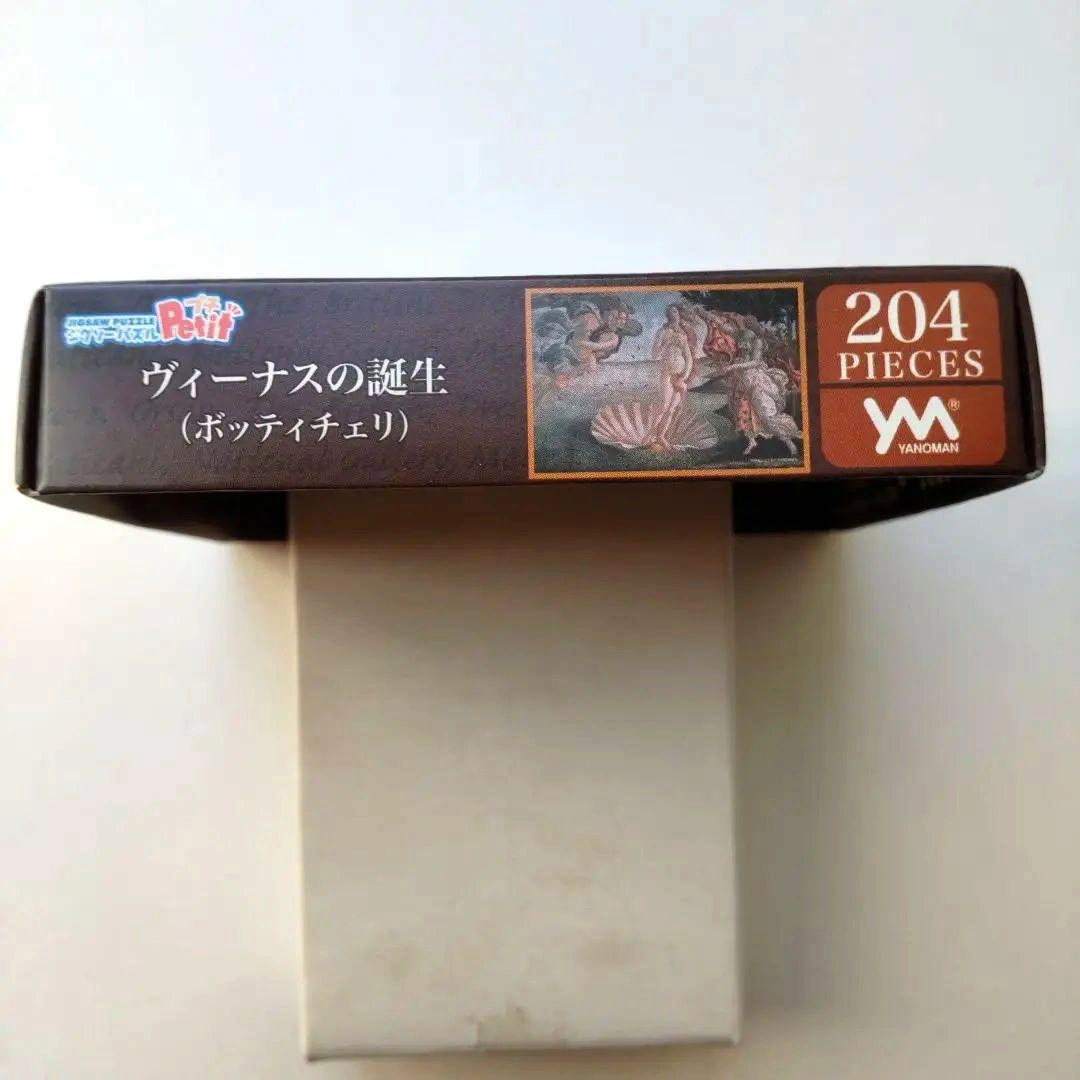 JIGSAW PUZZLE
ジグソーパズル
プチ
Petit
ヴィーナスの誕生
（ボッティチェリ）
204
PIECES
YM®
YANOMAN